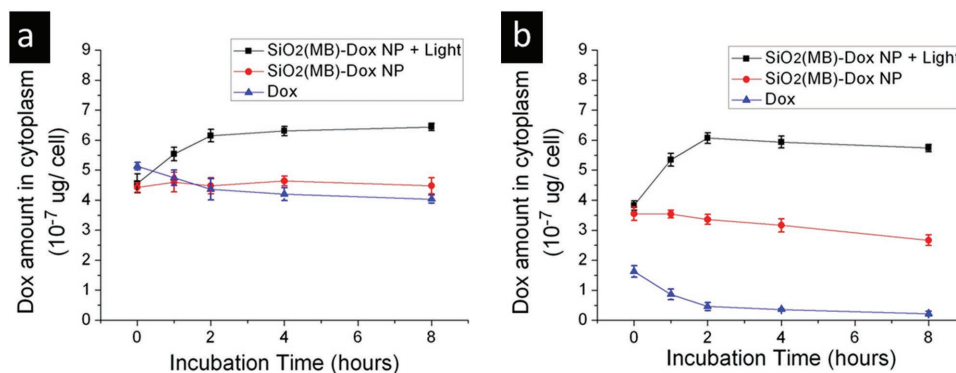 a
SiO2(MB)-Dox NP + Light
SiO2(MB)-Dox NP
Dox
Dox amount in cytoplasm
(10-7 ug/ cell)
9
8
7
6
5
4
3
2
1
0
0 2 4 6 8
Incubation Time (hours)
b
SiO2(MB)-Dox NP + Light
SiO2(MB)-Dox NP
Dox
Dox amount in cytoplasm
(10-7 ug/ cell)
9
8
7
6
5
4
3
2
1
0
0 2 4 6 8
Incubation Time (hours)